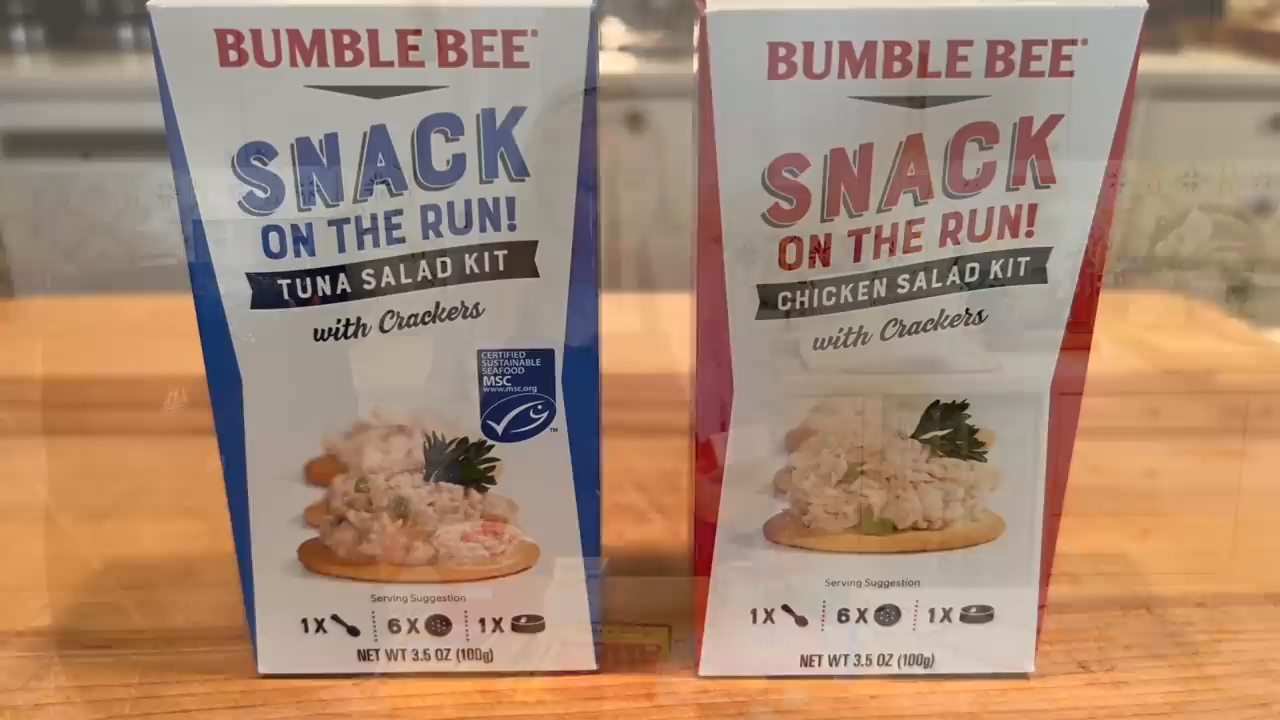 BUMBLE BEE®
SNACK
ON THE RUN!
TUNA SALAD KIT
with Crackers
CERTIFIED
SUSTAINABLE
SEAFOOD
MSC
www.msc.org
TM
Serving Suggestion
1X 6X 1X
NET WT 3.5 OZ (100g)
BUMBLE BEE®
SNACK
ON THE RUN!
CHICKEN SALAD KIT
with Crackers
Serving Suggestion
1X 6X 1X
NET WT 3.5 OZ (100g)